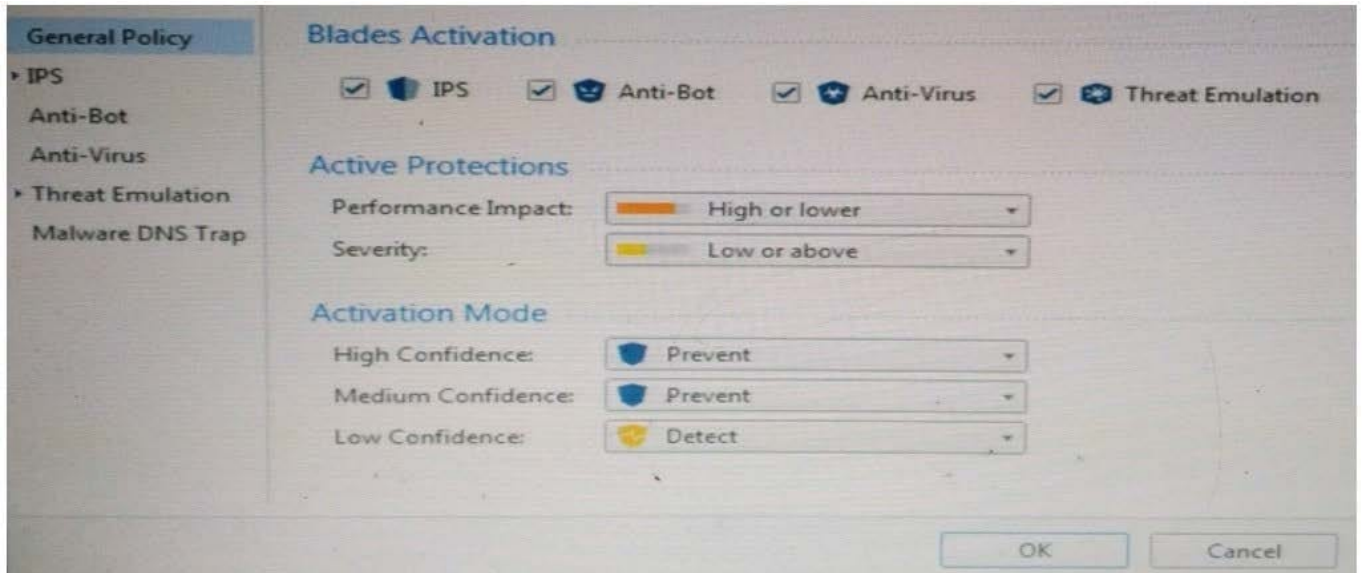 General Policy
IPS
Anti-Bot
Anti-Virus
Threat Emulation
Malware DNS Trap
Blades Activation
IPS Anti-Bot Anti-Virus Threat Emulation
Active Protections
Performance Impact: High or lower
Severity: Low or above
Activation Mode
High Confidence: Prevent
Medium Confidence: Prevent
Low Confidence: Detect
OK Cancel